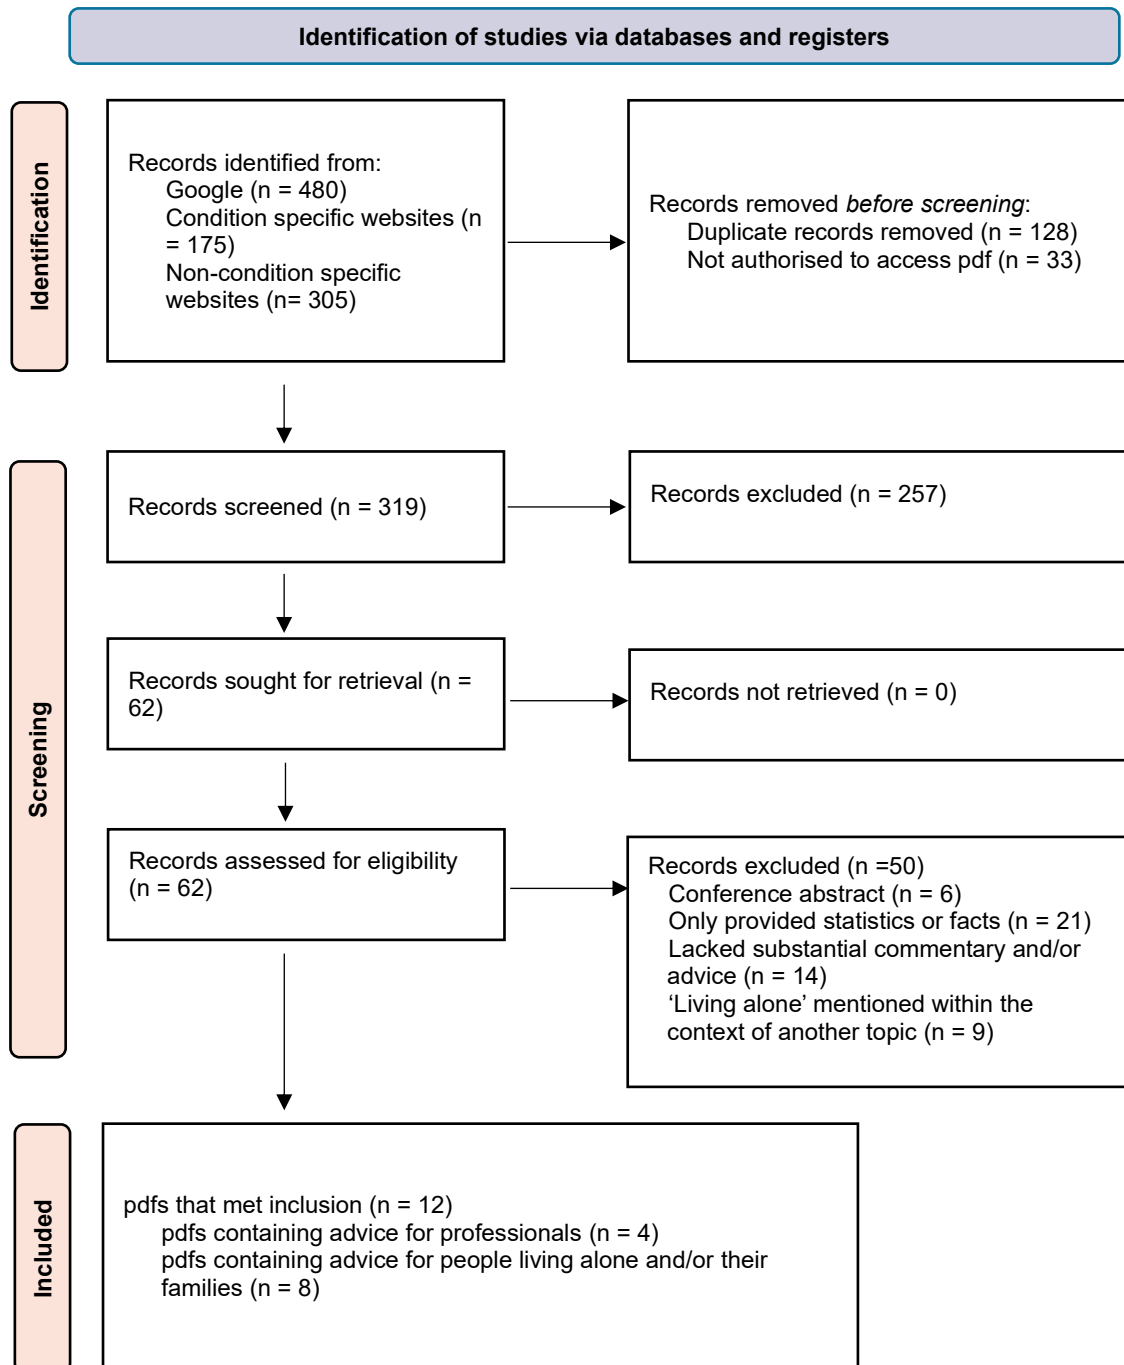 Identification of studies via databases and registers
Identification
Records identified from:
Google (n = 480)
Condition specific websites (n
= 175)
Non-condition specific
websites (n= 305)
Records removed before screening:
Duplicate records removed (n = 128)
Not authorised to access pdf (n = 33)
Screening
Records screened (n = 319)
Records excluded (n = 257)
Records sought for retrieval (n =
62)
Records not retrieved (n = 0)
Records assessed for eligibility
(n = 62)
Records excluded (n =50)
Conference abstract (n = 6)
Only provided statistics or facts (n = 21)
Lacked substantial commentary and/or
advice (n = 14)
‘Living alone’ mentioned within the
context of another topic (n = 9)
Included
pdfs that met inclusion (n = 12)
pdfs containing advice for professionals (n = 4)
pdfs containing advice for people living alone and/or their
families (n = 8)